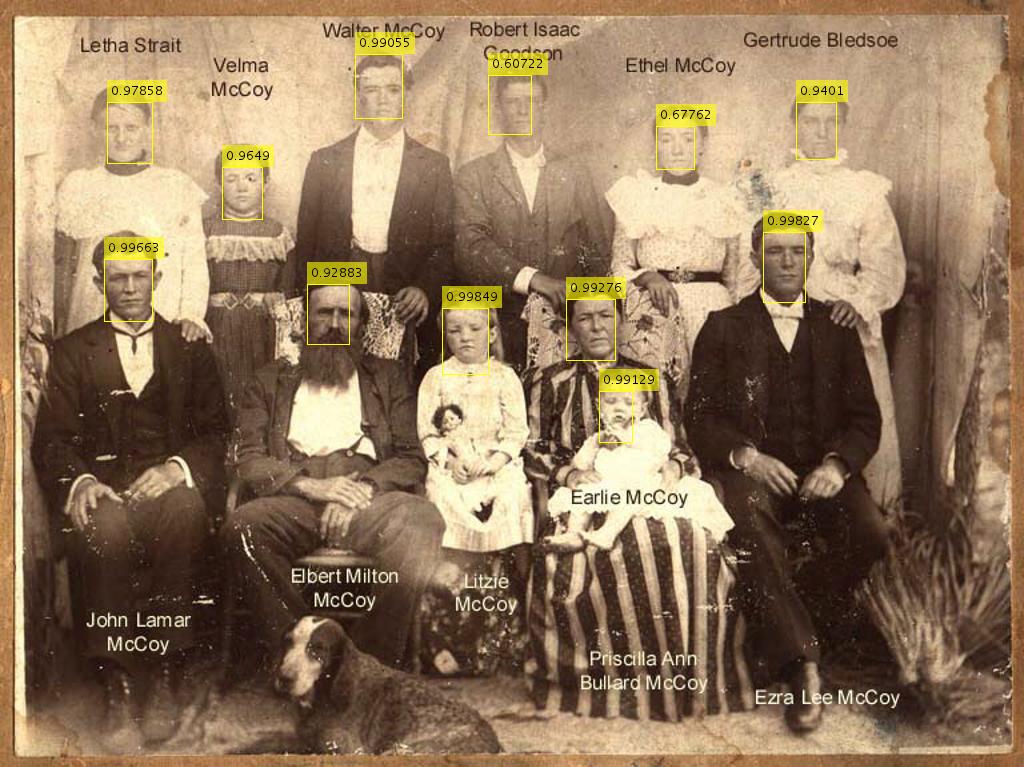 Letha Strait
Velma
McCoy
Walter McCoy
Robert Isaac
Goodson
Ethel McCoy
Gertrude Bledsoe
0.97858
0.9649
0.99055
0.60722
0.67762
0.9401
0.99663
0.92883
0.99849
0.99276
0.99129
0.99827
Earlie McCoy
John Lamar
McCoy
Elbert Milton
McCoy
Litzie
McCoy
Priscilla Ann
Bullard McCoy
Ezra Lee McCoy